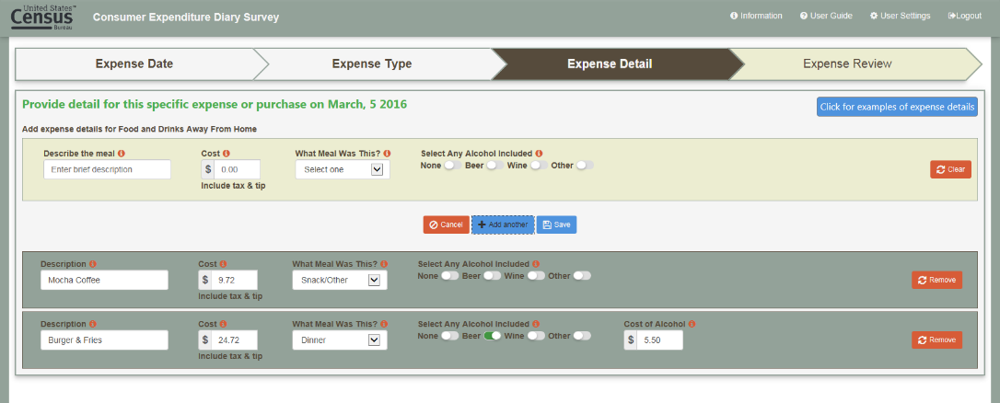 United States™
Census
Bureau
Consumer Expenditure Diary Survey
Information
User Guide
User Settings
Logout
Expense Date
Expense Type
Expense Detail
Expense Review
Provide detail for this specific expense or purchase on March, 5 2016
Click for examples of expense details
Add expense details for Food and Drinks Away From Home
Describe the meal
Cost
What Meal Was This?
Select Any Alcohol Included
Enter brief description
$ 0.00
Select one
None Beer Wine Other
Clear
Include tax & tip
Cancel
Add another
Save
Description
Cost
What Meal Was This?
Select Any Alcohol Included
Mocha Coffee
$ 9.72
Snack/Other
None Beer Wine Other
Remove
Include tax & tip
Description
Cost
What Meal Was This?
Select Any Alcohol Included
Cost of Alcohol
Burger & Fries
$ 24.72
Dinner
None Beer Wine Other
$ 5.50
Remove
Include tax & tip